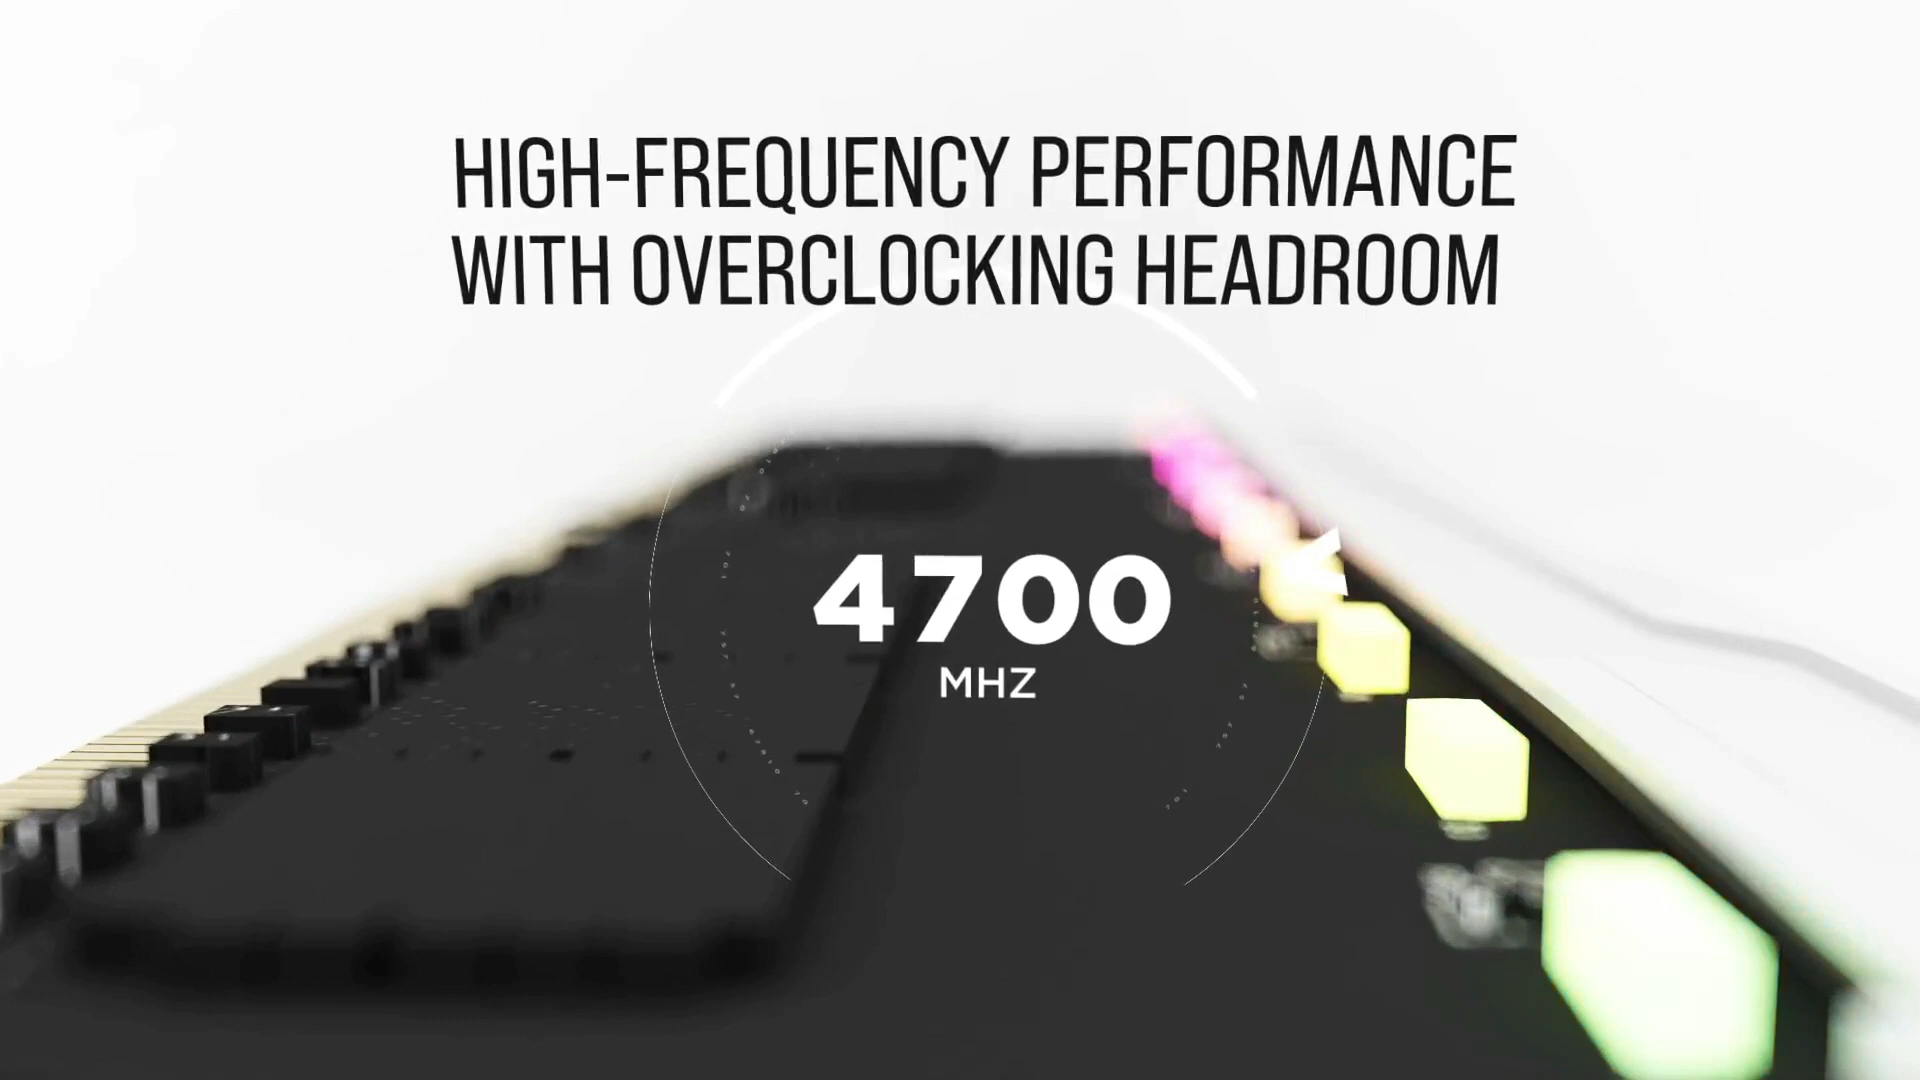 HIGH-FREQUENCY PERFORMANCE
WITH OVERCLOCKING HEADROOM
4700
MHZ